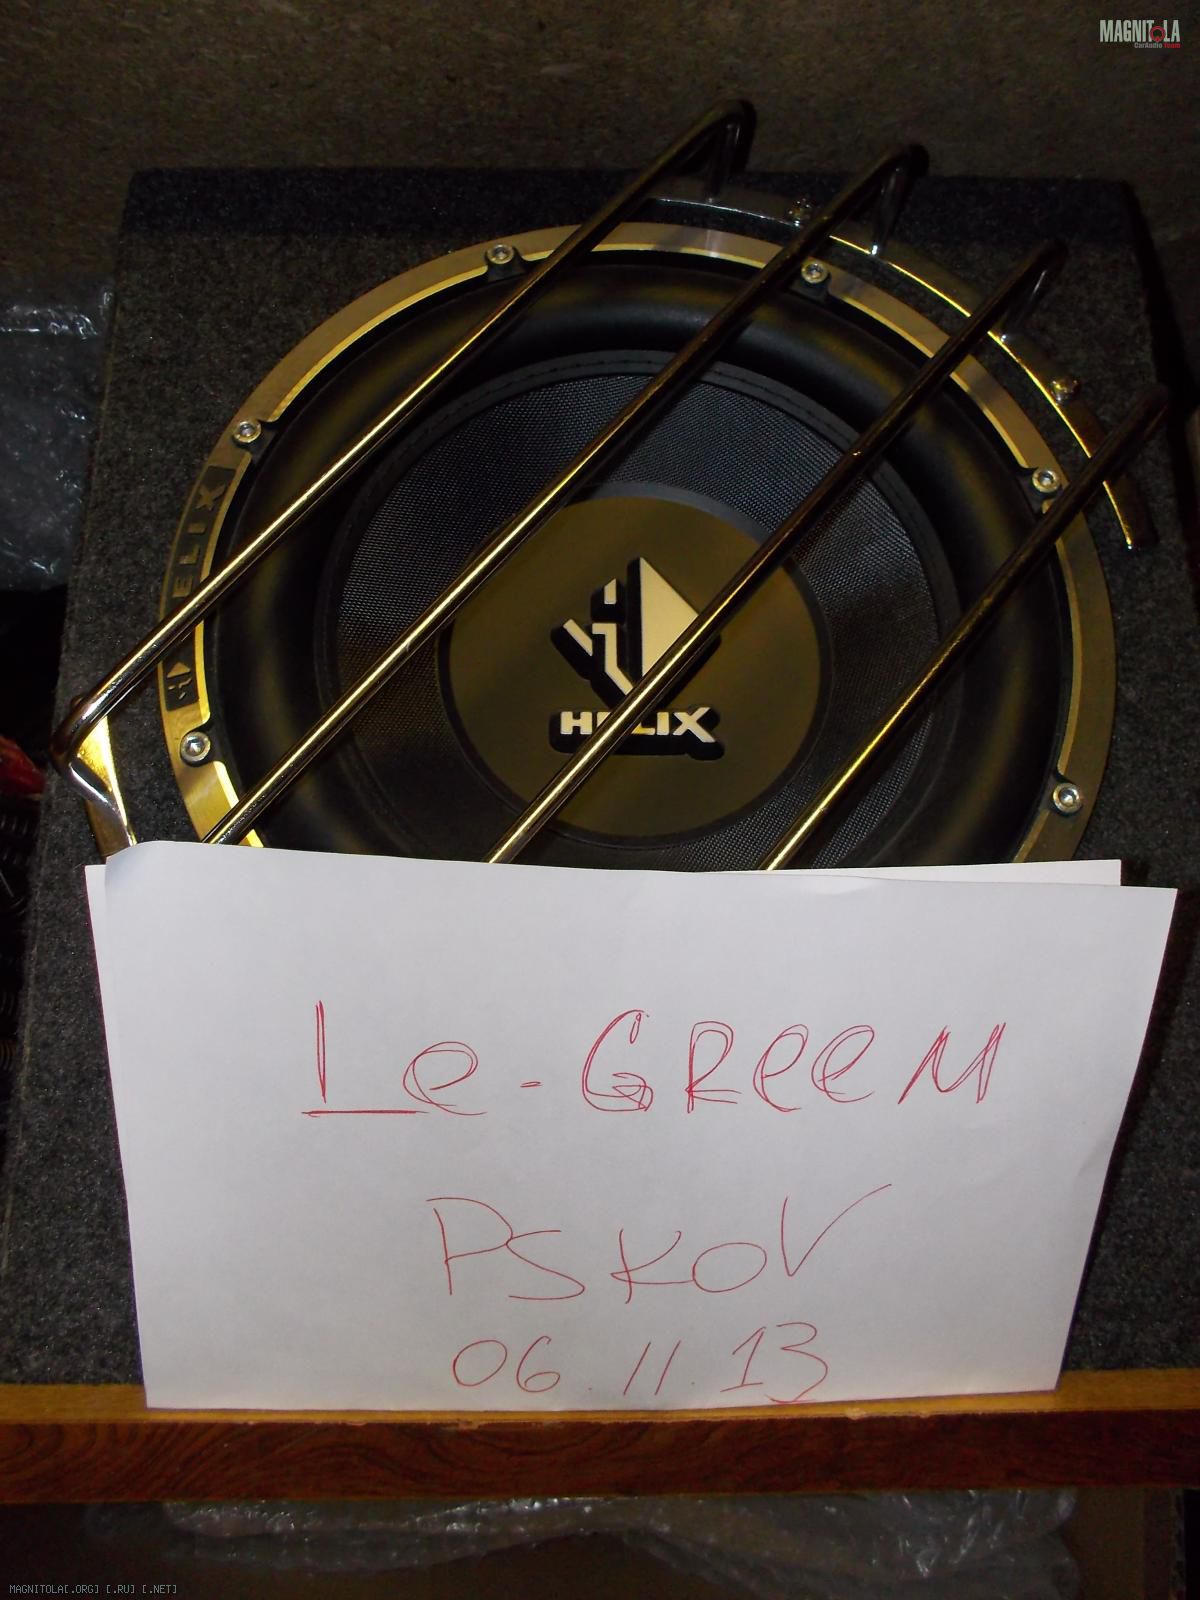 MAGNITOLA
CarAudio Team
HELIX
HELIX
Le-GReeM
PSKOV
06.11.13
MAGNITOLA[.ORG] [.RU] [.NET]